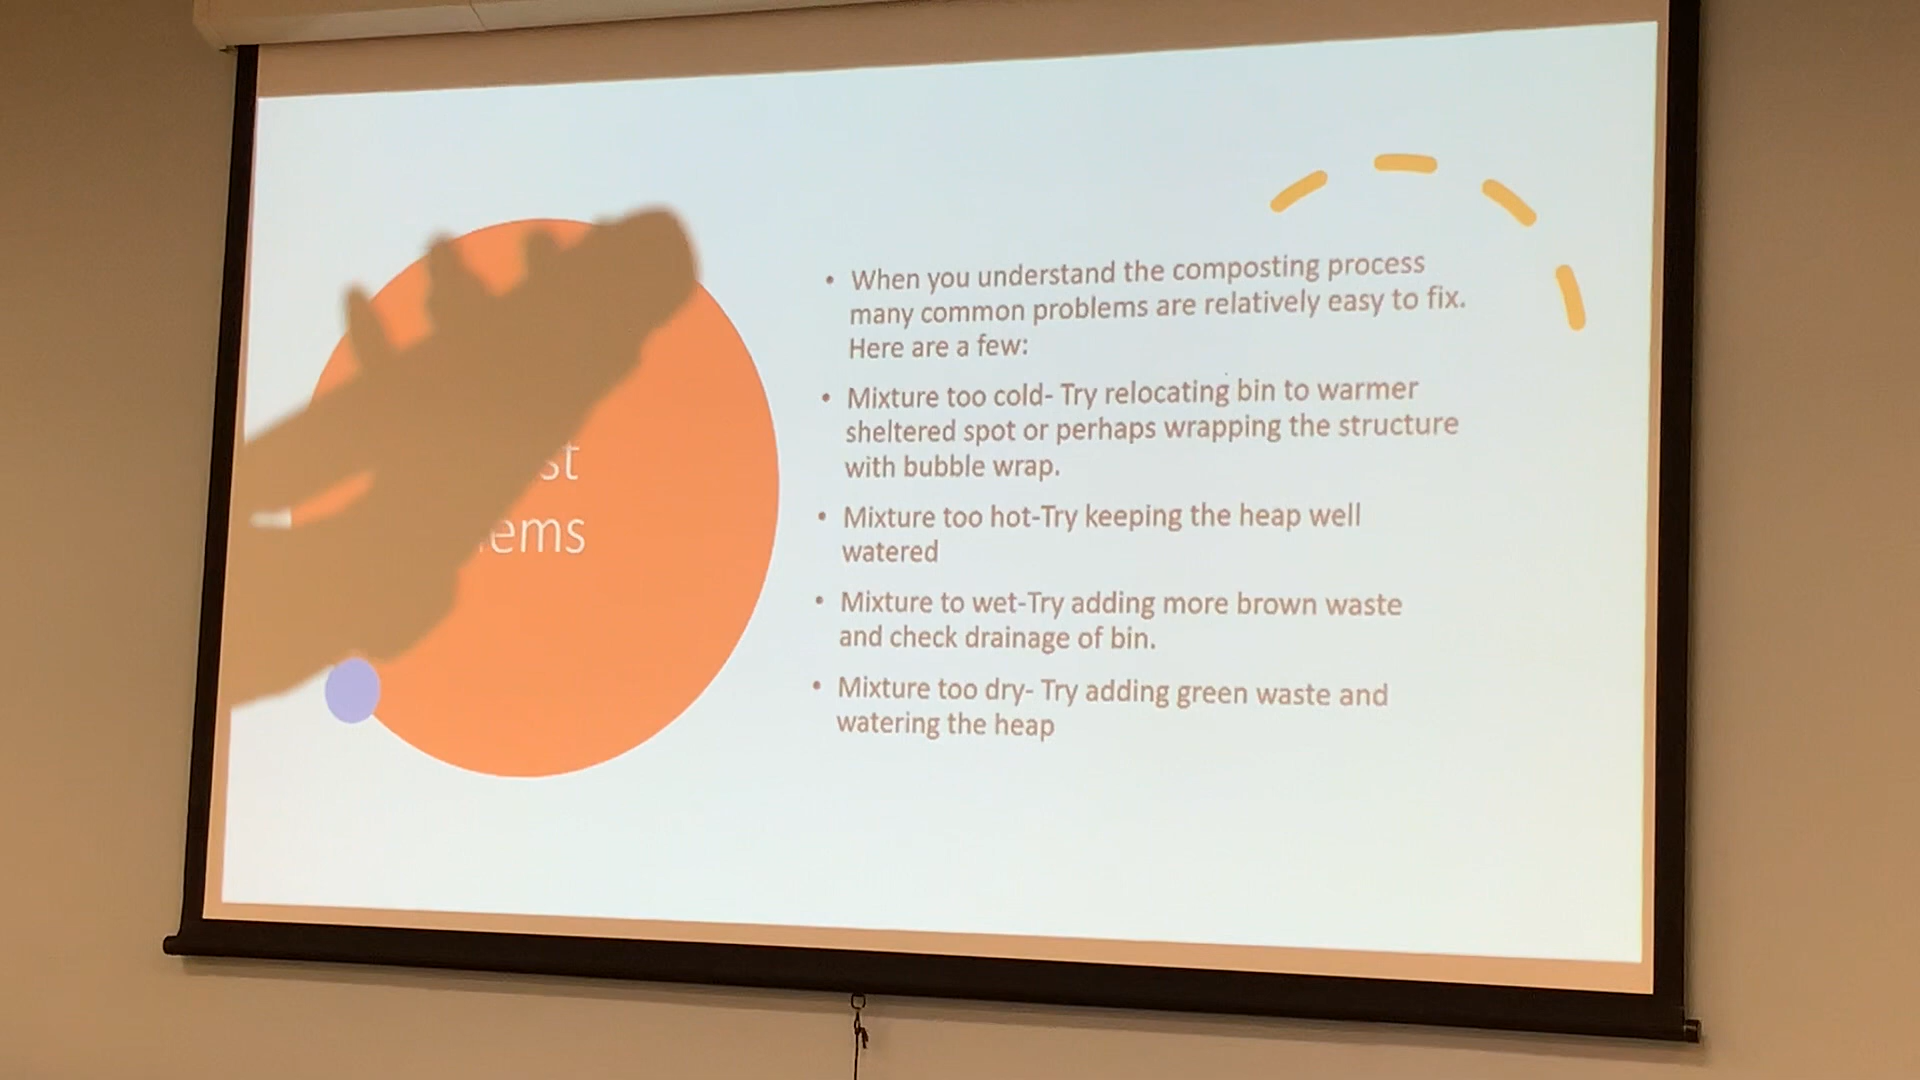 • When you understand the composting process
many common problems are relatively easy to fix.
Here are a few:
• Mixture too cold- Try relocating bin to warmer
sheltered spot or perhaps wrapping the structure
with bubble wrap.
• Mixture too hot-Try keeping the heap well
watered
• Mixture to wet-Try adding more brown waste
and check drainage of bin.
• Mixture too dry- Try adding green waste and
watering the heap